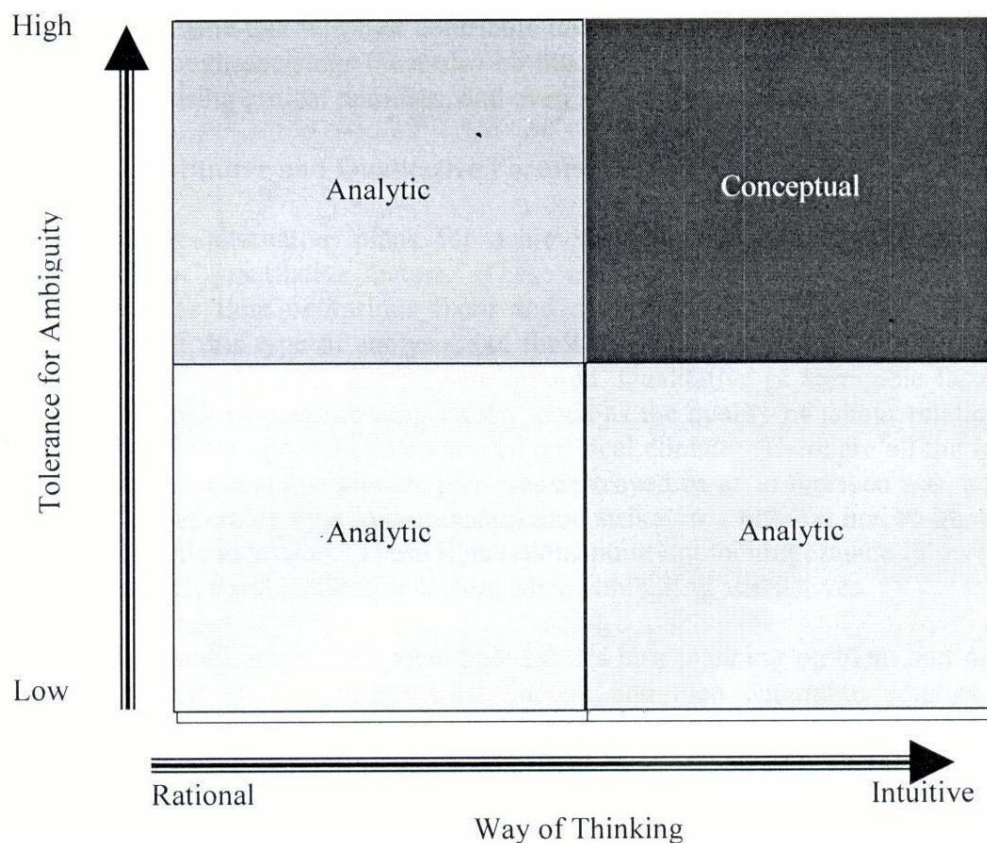 High
Analytic
Conceptual
Tolerance for Ambiguity
Analytic
Analytic
Low
Rational
Intuitive
Way of Thinking